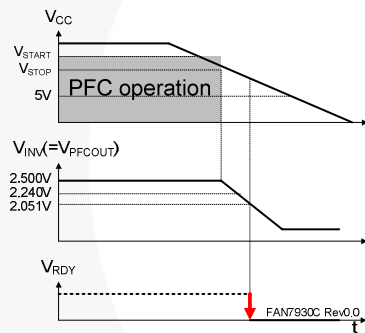 VCC
VSTART
VSTOP
PFC operation
5V
VINV(=VPFCOUT)
2.500V
2.240V
2.051V
VRDY
FAN7930C Rev0.0
t